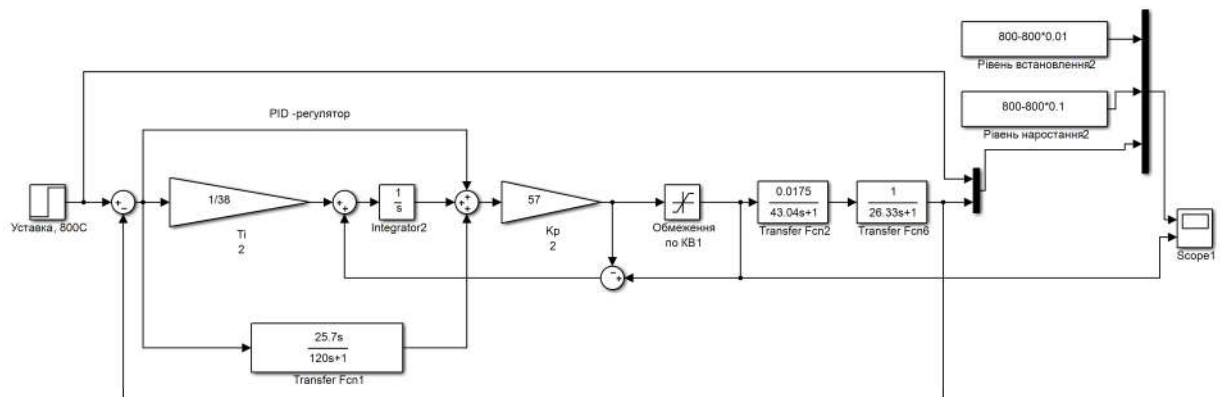 800-800*0.01
Рівень встановлення2
800-800*0.1
Рівень наростання2
PID -регулятор
Уставка, 800С
1/38
Ti
2
1
s
Integrator2
57
Kp
2
Обмеження
по КВ1
0.0175
43.04s+1
Transfer Fcn2
1
26.33s+1
Transfer Fcn6
Scope1
25.7s
120s+1
Transfer Fcn1